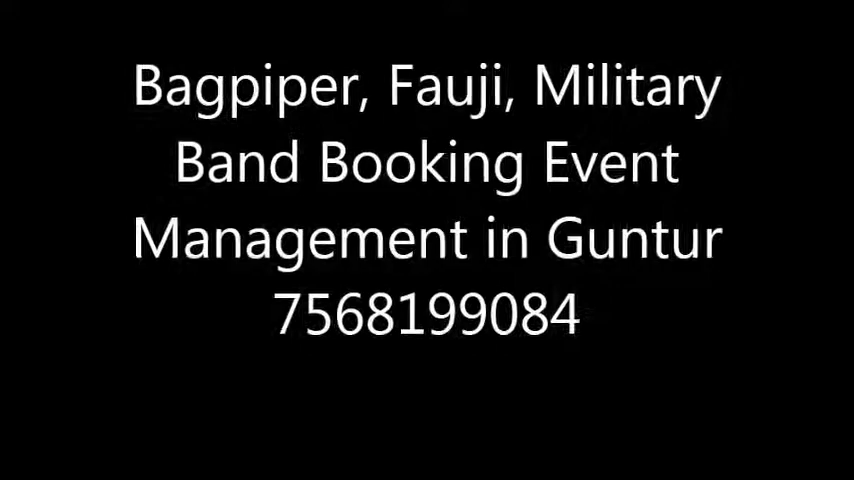 Bagpiper, Fauji, Military
Band Booking Event
Management in Guntur
7568199084